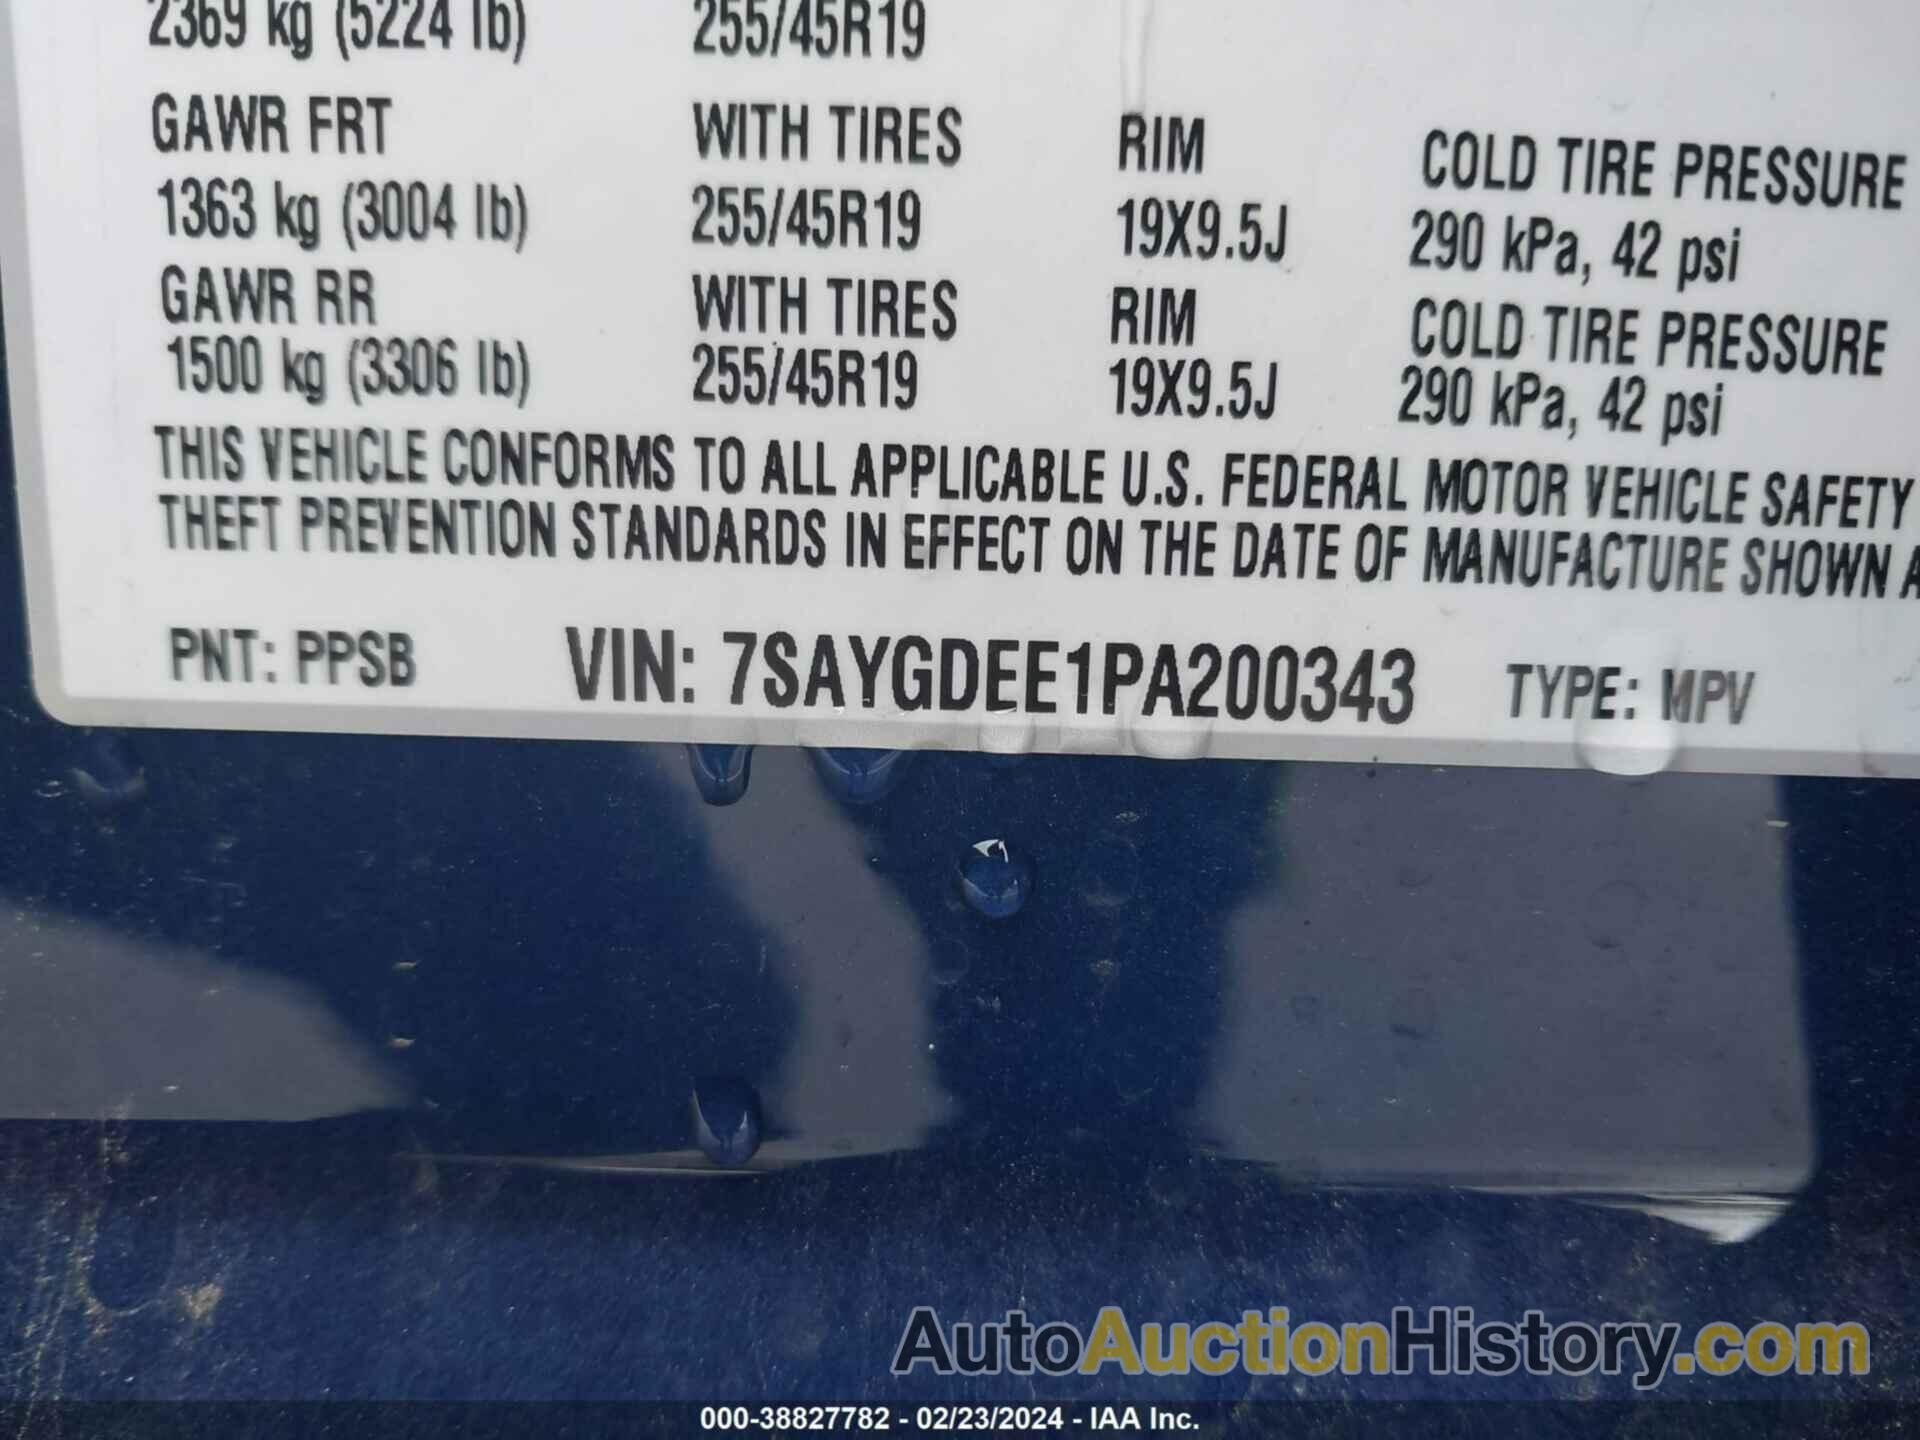 2369 kg (5224 lb) 255/45R19
GAWR FRT WITH TIRES RIM COLD TIRE PRESSURE
1363 kg (3004 lb) 255/45R19 19X9.5J 290 kPa, 42 psi
GAWR RR WITH TIRES RIM COLD TIRE PRESSURE
1500 kg (3306 lb) 255/45R19 19X9.5J 290 kPa, 42 psi
THIS VEHICLE CONFORMS TO ALL APPLICABLE U.S. FEDERAL MOTOR VEHICLE SAFETY
THEFT PREVENTION STANDARDS IN EFFECT ON THE DATE OF MANUFACTURE SHOWN A
PNT: PPSB VIN: 7SAYGDEE1PA200343 TYPE: MPV
AutoAuctionHistory.com
000-38827782 - 02/23/2024 - IAA Inc.